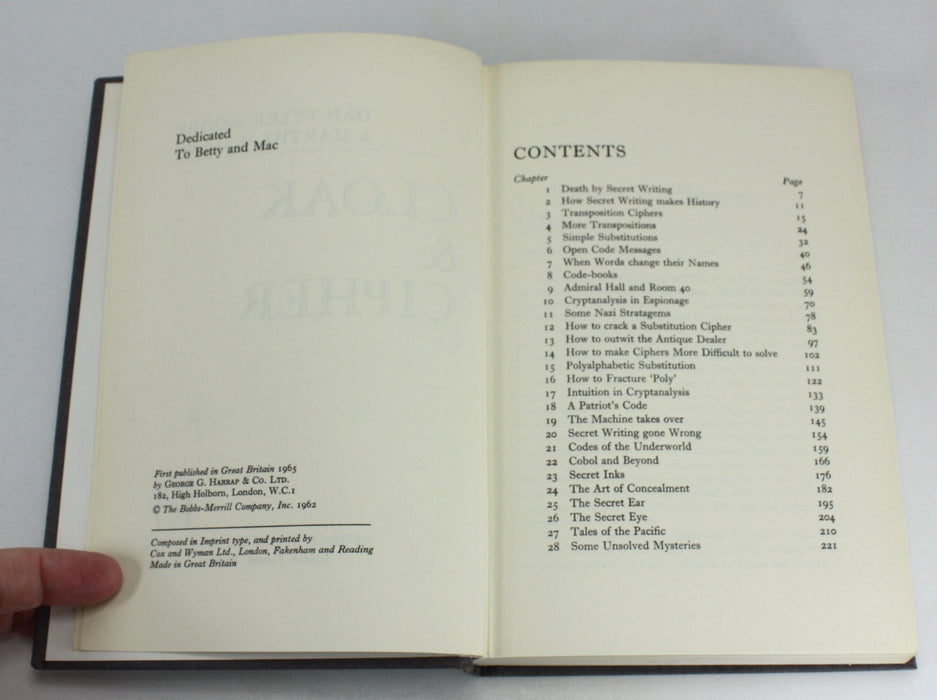 Dedicated
To Betty and Mac
DAN TYLER MOORE
& MARTHA
CLOAK
&
CIPHER
First published in Great Britain 1965
by GEORGE G. HARRAP & CO. LTD.
182, High Holborn, London, W.C.1
© The Bobbs-Merrill Company, Inc. 1962
Composed in Imprint type, and printed by
Cox and Wyman Ltd., London, Fakenham and Reading
Made in Great Britain
CONTENTS
Chapter Page
1 Death by Secret Writing 7
2 How Secret Writing makes History 11
3 Transposition Ciphers 15
4 More Transpositions 24
5 Simple Substitutions 32
6 Open Code Messages 40
7 When Words change their Names 46
8 Code-books 54
9 Admiral Hall and Room 40 59
10 Cryptanalysis in Espionage 70
11 Some Nazi Stratagems 78
12 How to crack a Substitution Cipher 83
13 How to outwit the Antique Dealer 97
14 How to make Ciphers More Difficult to solve 102
15 Polyalphabetic Substitution 111
16 How to Fracture 'Poly' 122
17 Intuition in Cryptanalysis 133
18 A Patriot's Code 139
19 The Machine takes over 145
20 Secret Writing gone Wrong 154
21 Codes of the Underworld 159
22 Cobol and Beyond 166
23 Secret Inks 176
24 The Art of Concealment 182
25 The Secret Ear 195
26 The Secret Eye 204
27 Tales of the Pacific 210
28 Some Unsolved Mysteries 221